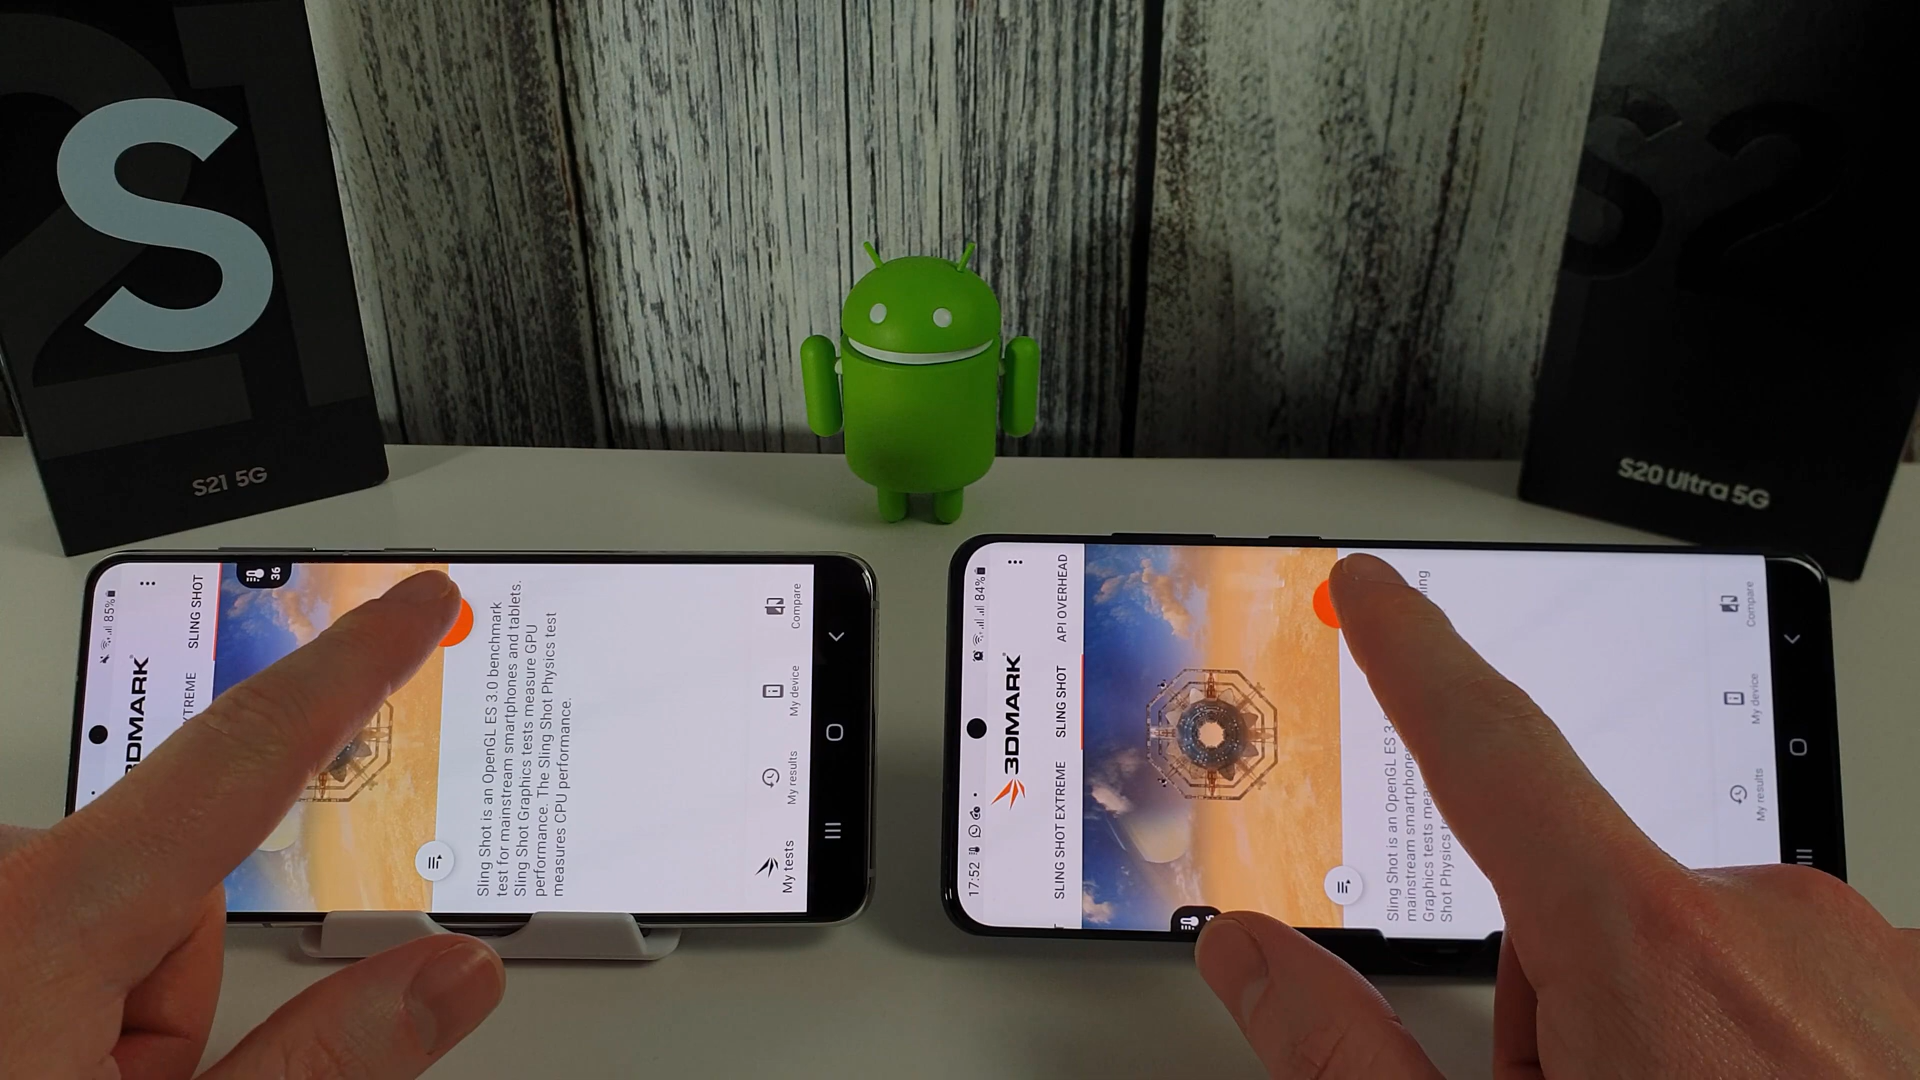 S
21
S21 5G
S20 Ultra 5G
85%
3DMARK
SLING SHOT
36
Sling Shot is an OpenGL ES 3.0 benchmark
test for mainstream smartphones and tablets.
Sling Shot Graphics tests measure GPU
performance. The Sling Shot Physics test
measures CPU performance.
My tests
My results
My device
Compare
17:52
84%
3DMARK
SLING SHOT EXTREME
SLING SHOT
API OVERHEAD
Sling Shot is an OpenGL ES 3.0
mainstream smartphones
Graphics tests
Shot Physics
My results
My device
Compare